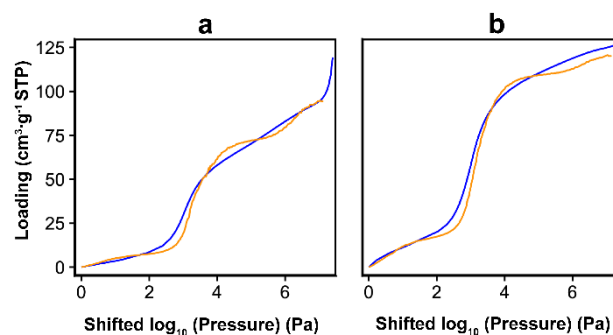 a
b
Loading (cm³·g⁻¹ STP)
125
100
75
50
25
0
0
2
4
6
0
2
4
6
Shifted log₁₀ (Pressure) (Pa)
Shifted log₁₀ (Pressure) (Pa)